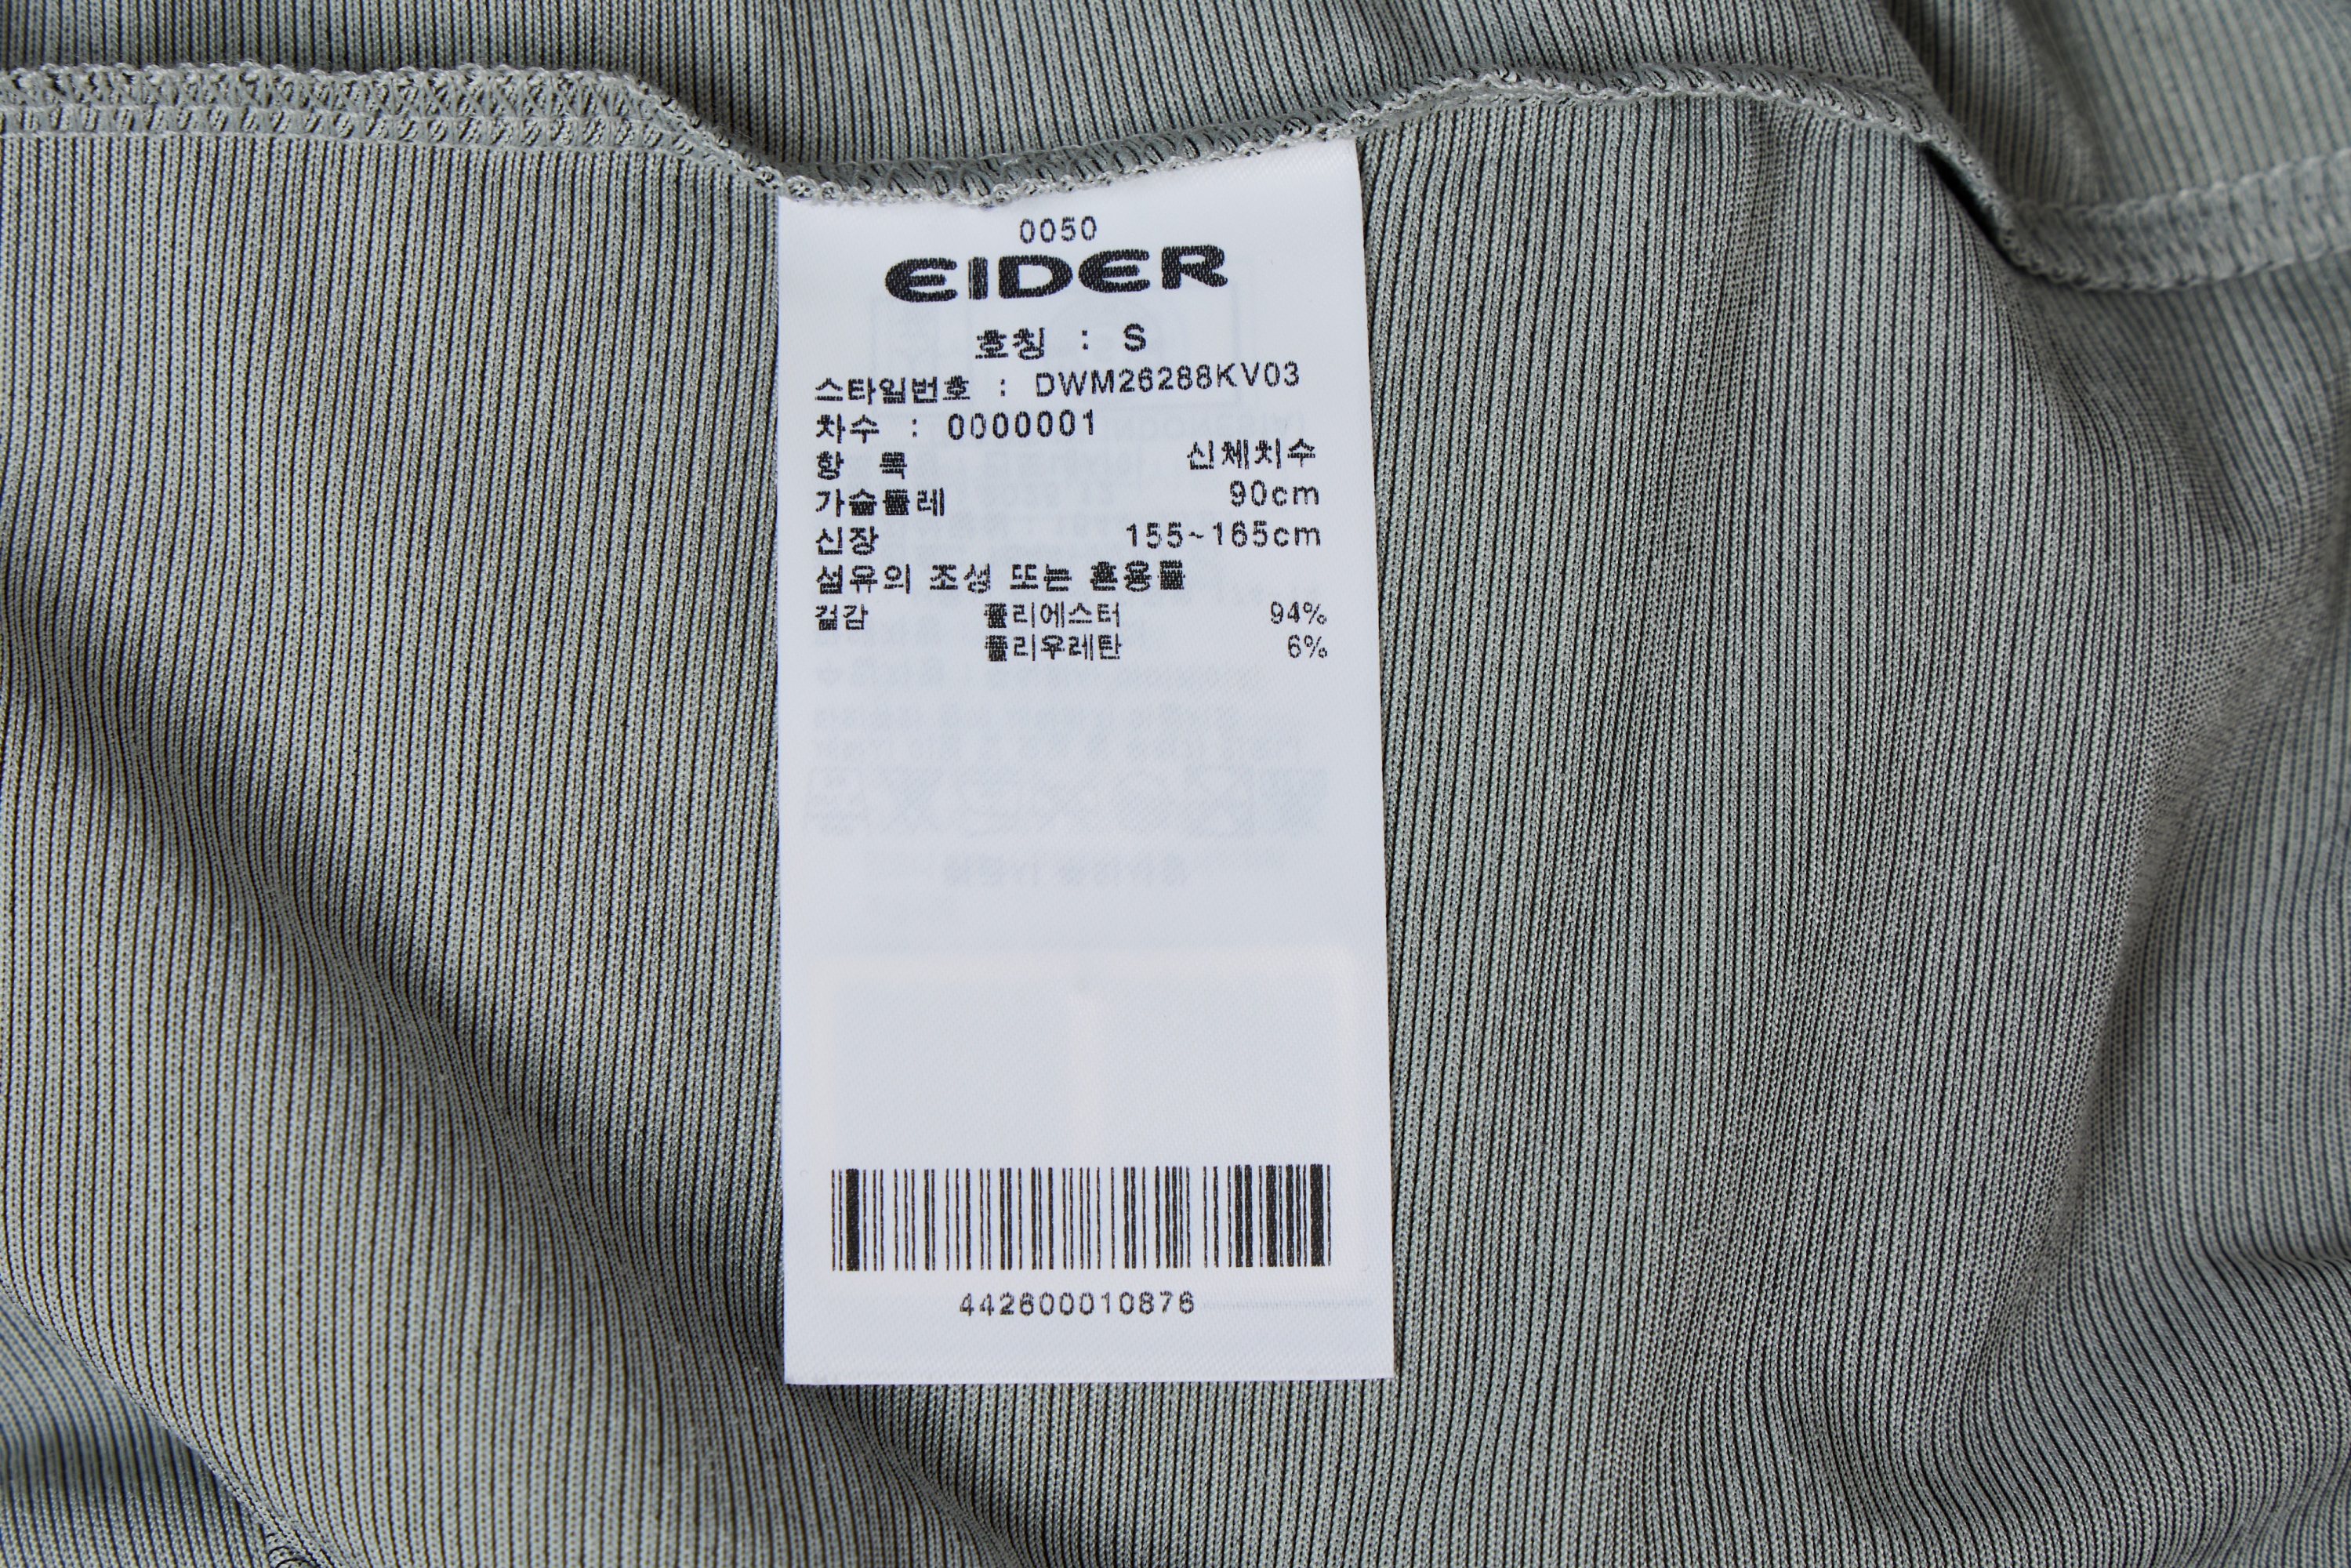 0050
EIDER
호칭 : S
스타일번호 : DWM26288KV03
차수 : 0000001
항 목 신체치수
가슴둘레 90cm
신장 155~165cm
섬유의 조성 또는 혼용률
겉감 폴리에스터 94%
폴리우레탄 6%
442600010876